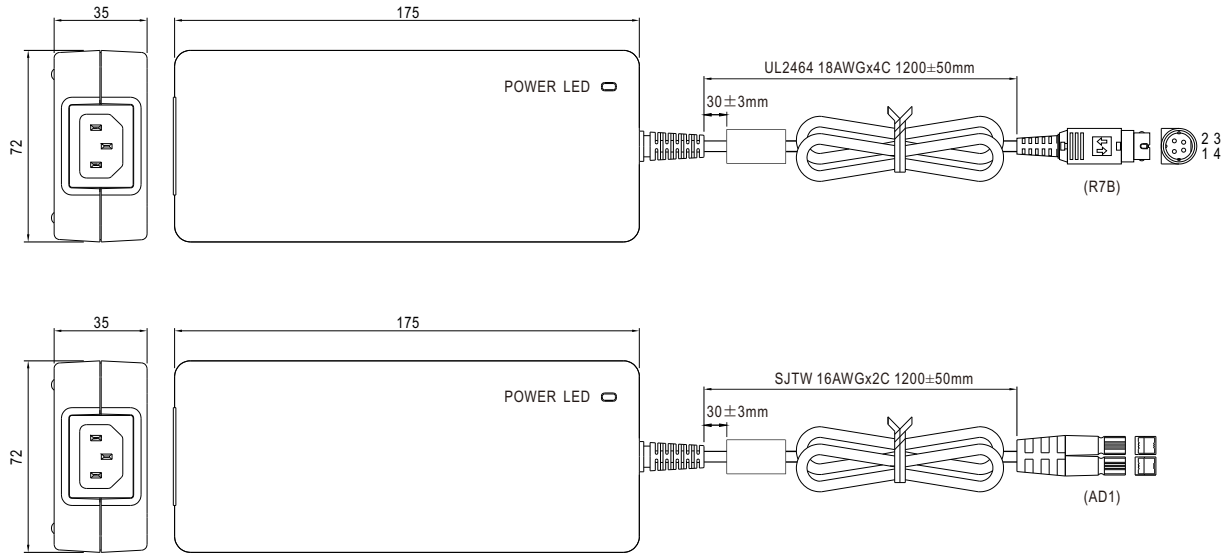 35
175
72
POWER LED
UL2464 18AWGx4C 1200±50mm
30±3mm
2 3
1 4
(R7B)
35
175
72
POWER LED
SJTW 16AWGx2C 1200±50mm
30±3mm
(AD1)